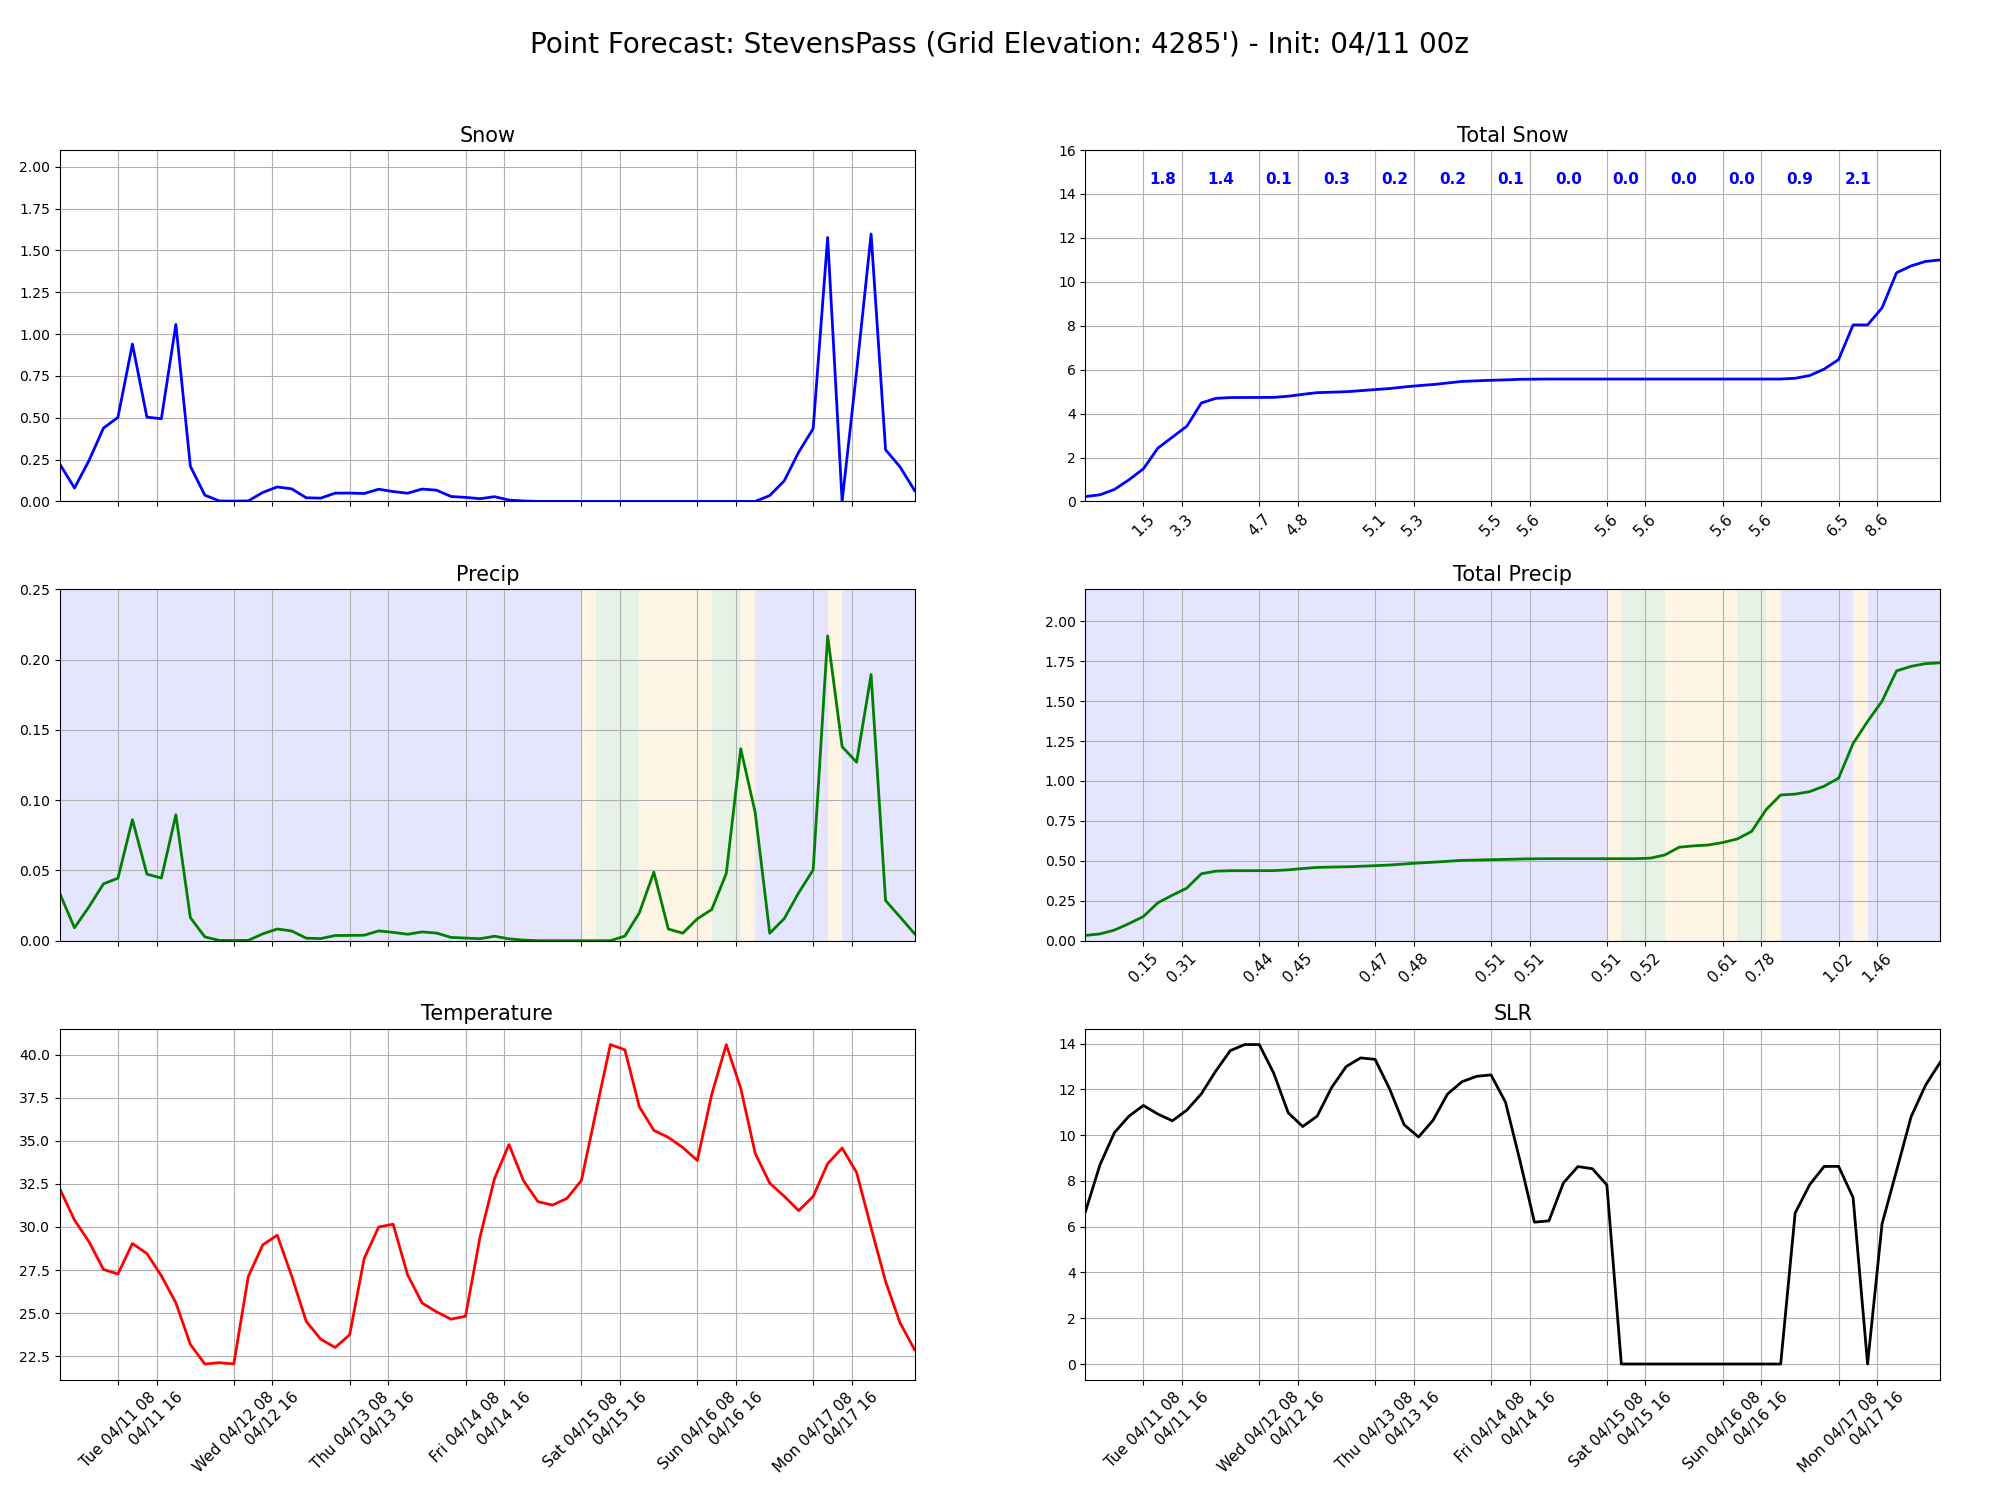 Point Forecast: StevensPass (Grid Elevation: 4285') - Init: 04/11 00z
Snow
2.00
1.75
1.50
1.25
1.00
0.75
0.50
0.25
0.00
Total Snow
16
14
12
10
8
6
4
2
0
1.8 1.4 0.1 0.3 0.2 0.2 0.1 0.0 0.0 0.0 0.0 0.9 2.1
1.5 3.3 4.7 4.8 5.1 5.3 5.5 5.6 5.6 5.6 5.6 5.6 6.5 8.6
Precip
0.25
0.20
0.15
0.10
0.05
0.00
Total Precip
2.00
1.75
1.50
1.25
1.00
0.75
0.50
0.25
0.00
0.15 0.31 0.44 0.45 0.47 0.48 0.51 0.51 0.51 0.52 0.61 0.78 1.02 1.46
Temperature
40.0
37.5
35.0
32.5
30.0
27.5
25.0
22.5
Tue 04/11 08
04/11 16
Wed 04/12 08
04/12 16
Thu 04/13 08
04/13 16
Fri 04/14 08
04/14 16
Sat 04/15 08
04/15 16
Sun 04/16 08
04/16 16
Mon 04/17 08
04/17 16
SLR
14
12
10
8
6
4
2
0
Tue 04/11 08
04/11 16
Wed 04/12 08
04/12 16
Thu 04/13 08
04/13 16
Fri 04/14 08
04/14 16
Sat 04/15 08
04/15 16
Sun 04/16 08
04/16 16
Mon 04/17 08
04/17 16